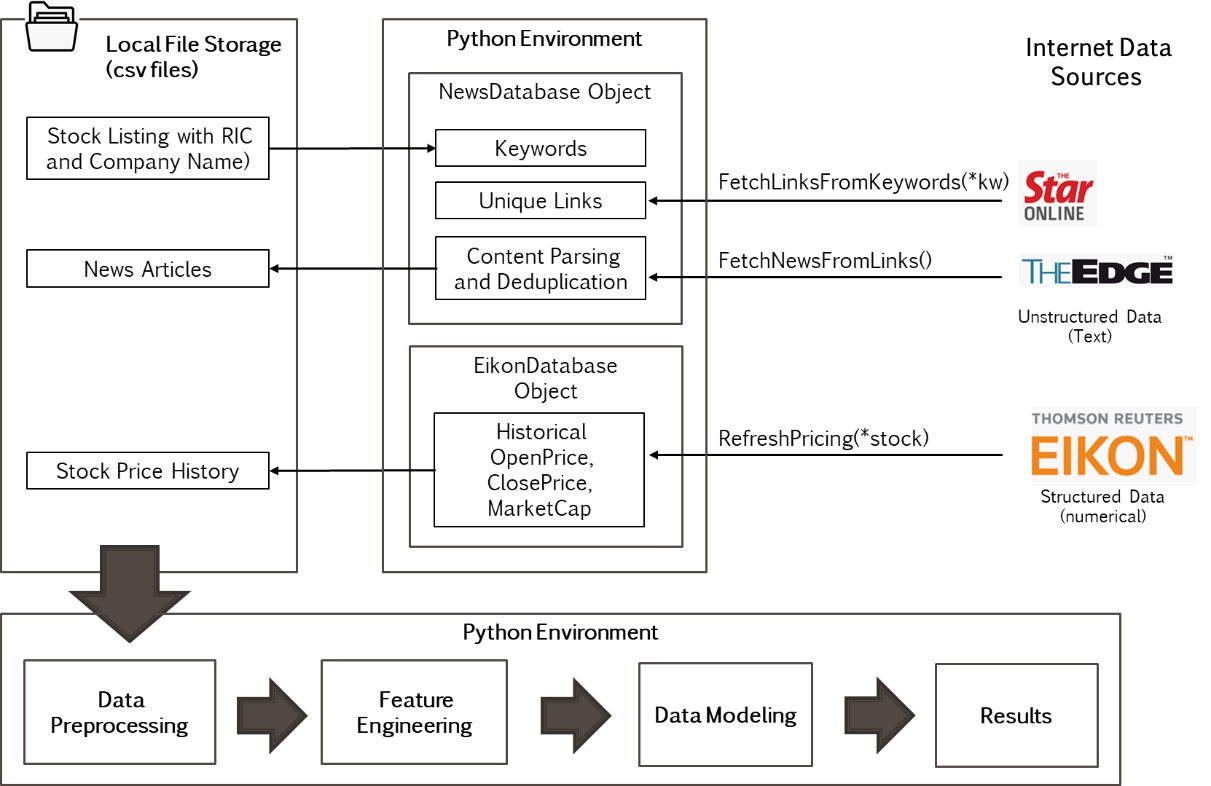 Local File Storage
(csv files)
Stock Listing with RIC
and Company Name)
News Articles
Stock Price History
Python Environment
NewsDatabase Object
Keywords
Unique Links
Content Parsing
and Deduplication
EikonDatabase
Object
Historical
OpenPrice,
ClosePrice,
MarketCap
FetchLinksFromKeywords(*kw)
FetchNewsFromLinks()
RefreshPricing(*stock)
Internet Data
Sources
THE
Star
ONLINE
THEEDGE™
Unstructured Data
(Text)
THOMSON REUTERS
EIKON™
Structured Data
(numerical)
Python Environment
Data
Preprocessing
Feature
Engineering
Data Modeling
Results